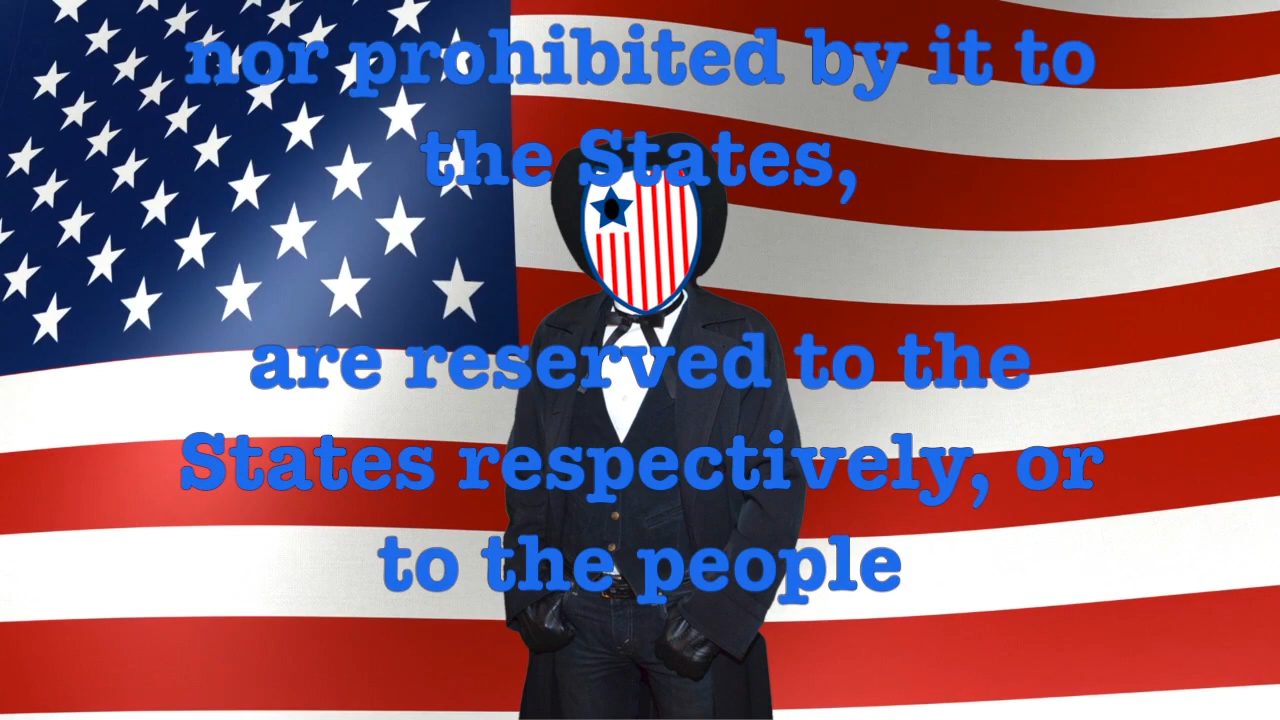 nor prohibited by it to
the States,
are reserved to the
States respectively, or
to the people